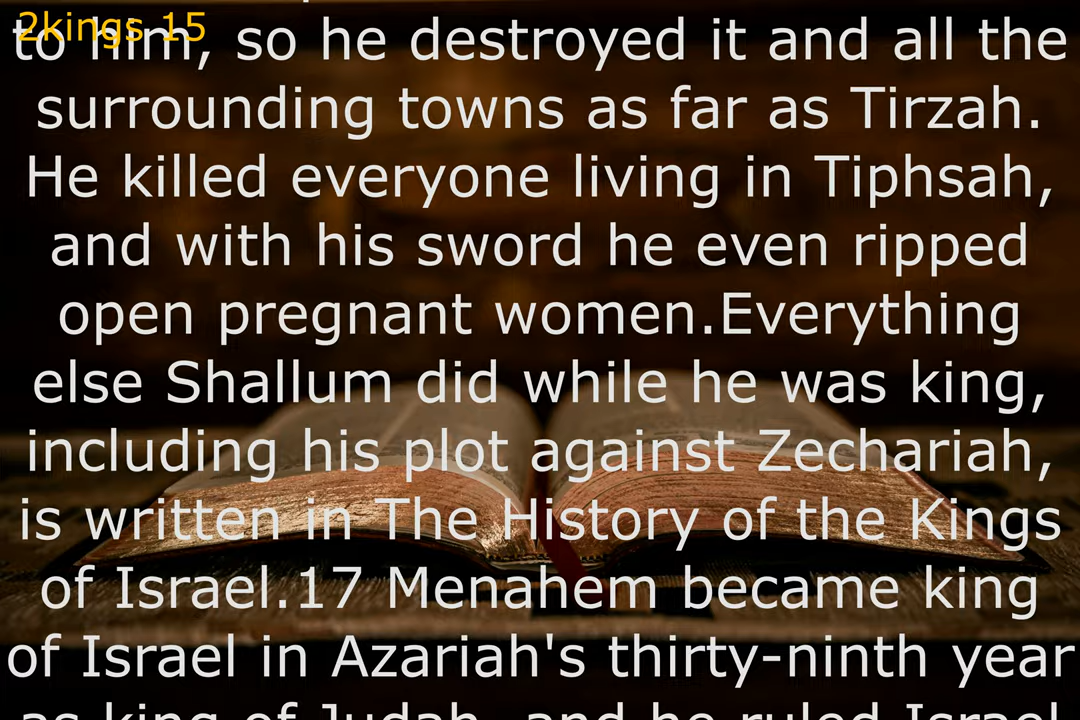 2kings 15
to him, so he destroyed it and all the
surrounding towns as far as Tirzah.
He killed everyone living in Tiphsah,
and with his sword he even ripped
open pregnant women.Everything
else Shallum did while he was king,
including his plot against Zechariah,
is written in The History of the Kings
of Israel.17 Menahem became king
of Israel in Azariah's thirty-ninth year
as king of Judah, and he ruled Israel